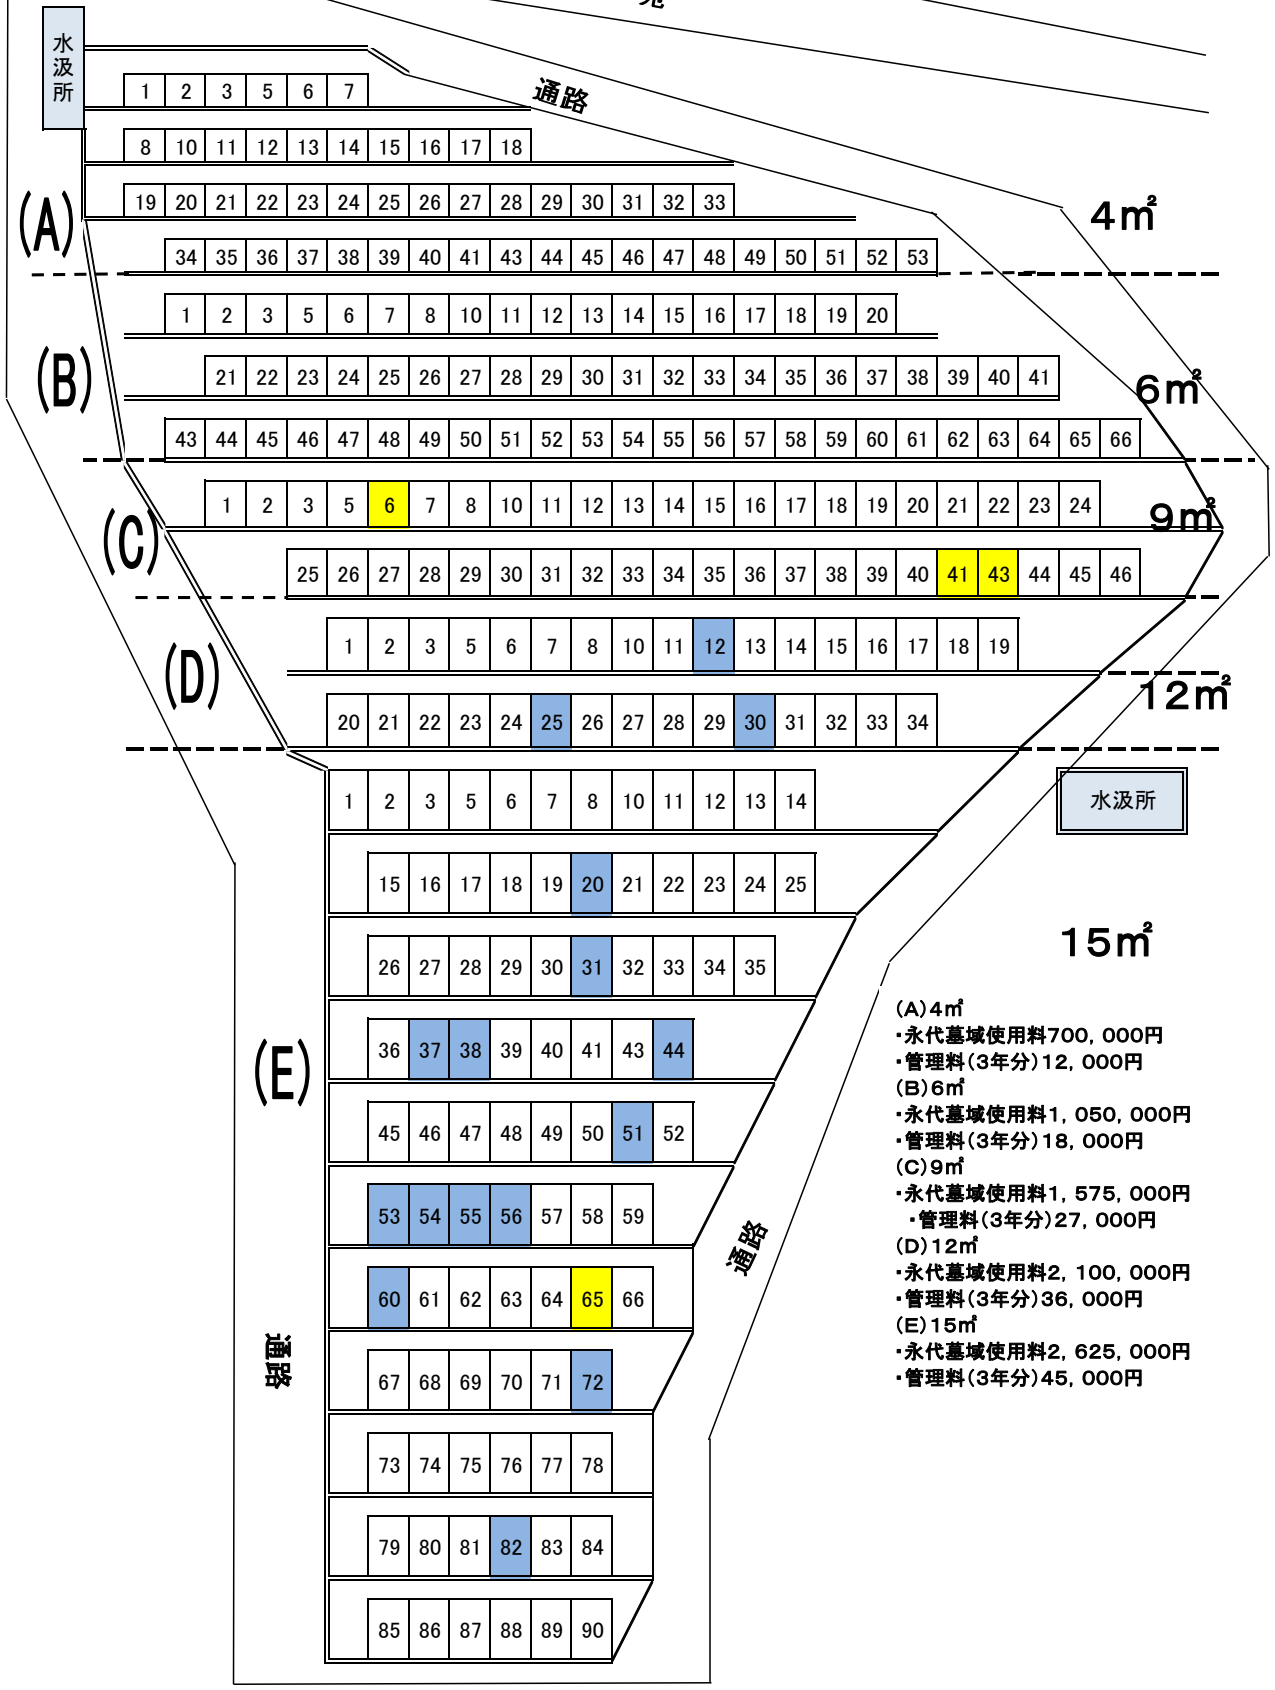 苑
水汲所
通路
1 2 3 5 6 7
8 10 11 12 13 14 15 16 17 18
19 20 21 22 23 24 25 26 27 28 29 30 31 32 33
(A)
4㎡
34 35 36 37 38 39 40 41 43 44 45 46 47 48 49 50 51 52 53
1 2 3 5 6 7 8 10 11 12 13 14 15 16 17 18 19 20
(B)
21 22 23 24 25 26 27 28 29 30 31 32 33 34 35 36 37 38 39 40 41
6㎡
43 44 45 46 47 48 49 50 51 52 53 54 55 56 57 58 59 60 61 62 63 64 65 66
1 2 3 5 6 7 8 10 11 12 13 14 15 16 17 18 19 20 21 22 23 24
9㎡
(C)
25 26 27 28 29 30 31 32 33 34 35 36 37 38 39 40 41 43 44 45 46
1 2 3 5 6 7 8 10 11 12 13 14 15 16 17 18 19
(D)
12㎡
20 21 22 23 24 25 26 27 28 29 30 31 32 33 34
1 2 3 5 6 7 8 10 11 12 13 14
水汲所
15 16 17 18 19 20 21 22 23 24 25
15㎡
26 27 28 29 30 31 32 33 34 35
36 37 38 39 40 41 43 44
(E)
45 46 47 48 49 50 51 52
53 54 55 56 57 58 59
通路
60 61 62 63 64 65 66
通路
67 68 69 70 71 72
73 74 75 76 77 78
79 80 81 82 83 84
85 86 87 88 89 90
(A)4㎡
・永代墓域使用料700,000円
・管理料(3年分)12,000円
(B)6㎡
・永代墓域使用料1,050,000円
・管理料(3年分)18,000円
(C)9㎡
・永代墓域使用料1,575,000円
・管理料(3年分)27,000円
(D)12㎡
・永代墓域使用料2,100,000円
・管理料(3年分)36,000円
(E)15㎡
・永代墓域使用料2,625,000円
・管理料(3年分)45,000円